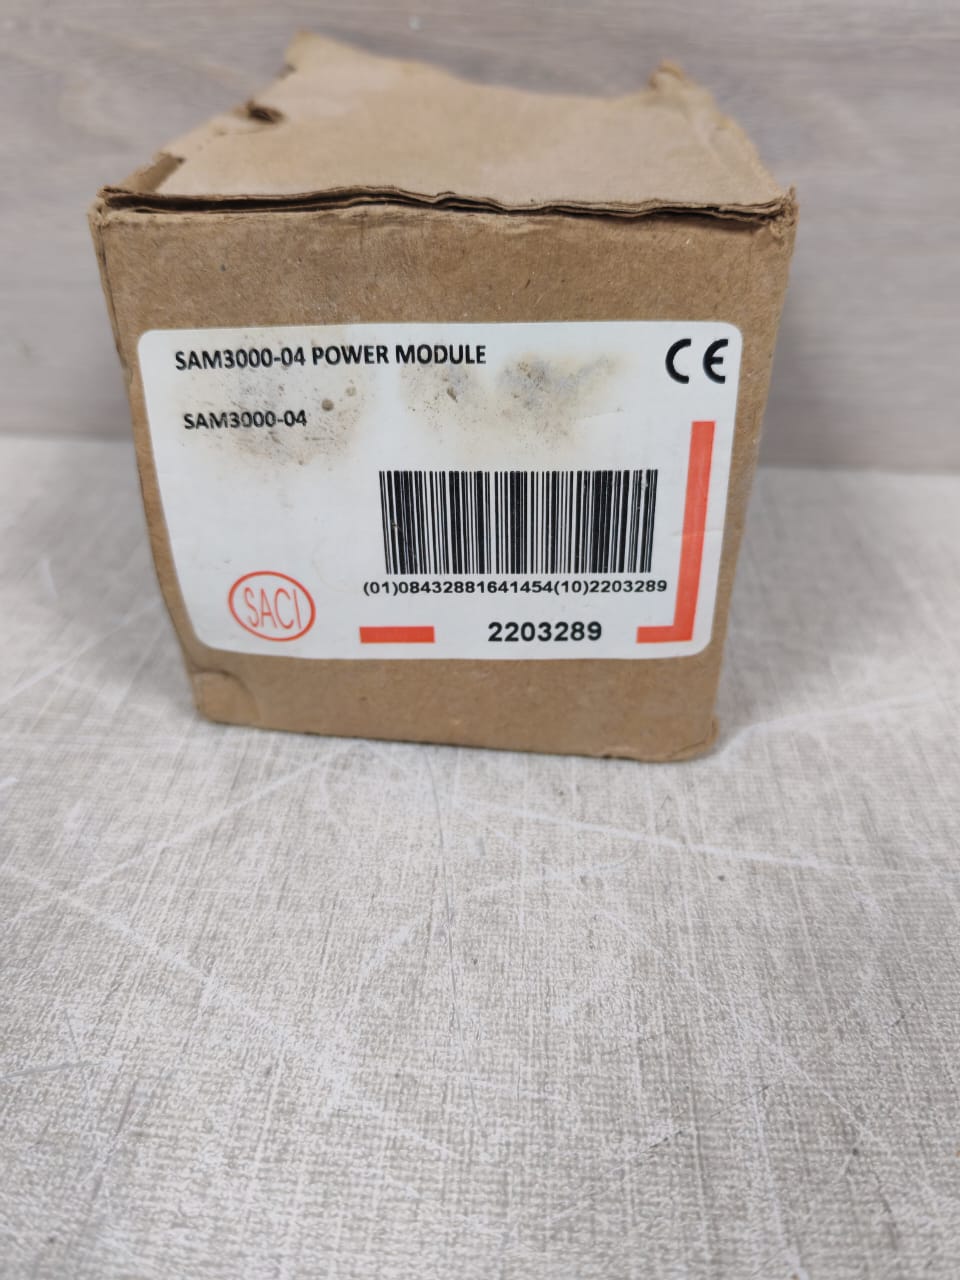 SAM3000-04 POWER MODULE
CE
SAM3000-04
(01)08432881641454(10)2203289
SACI
2203289